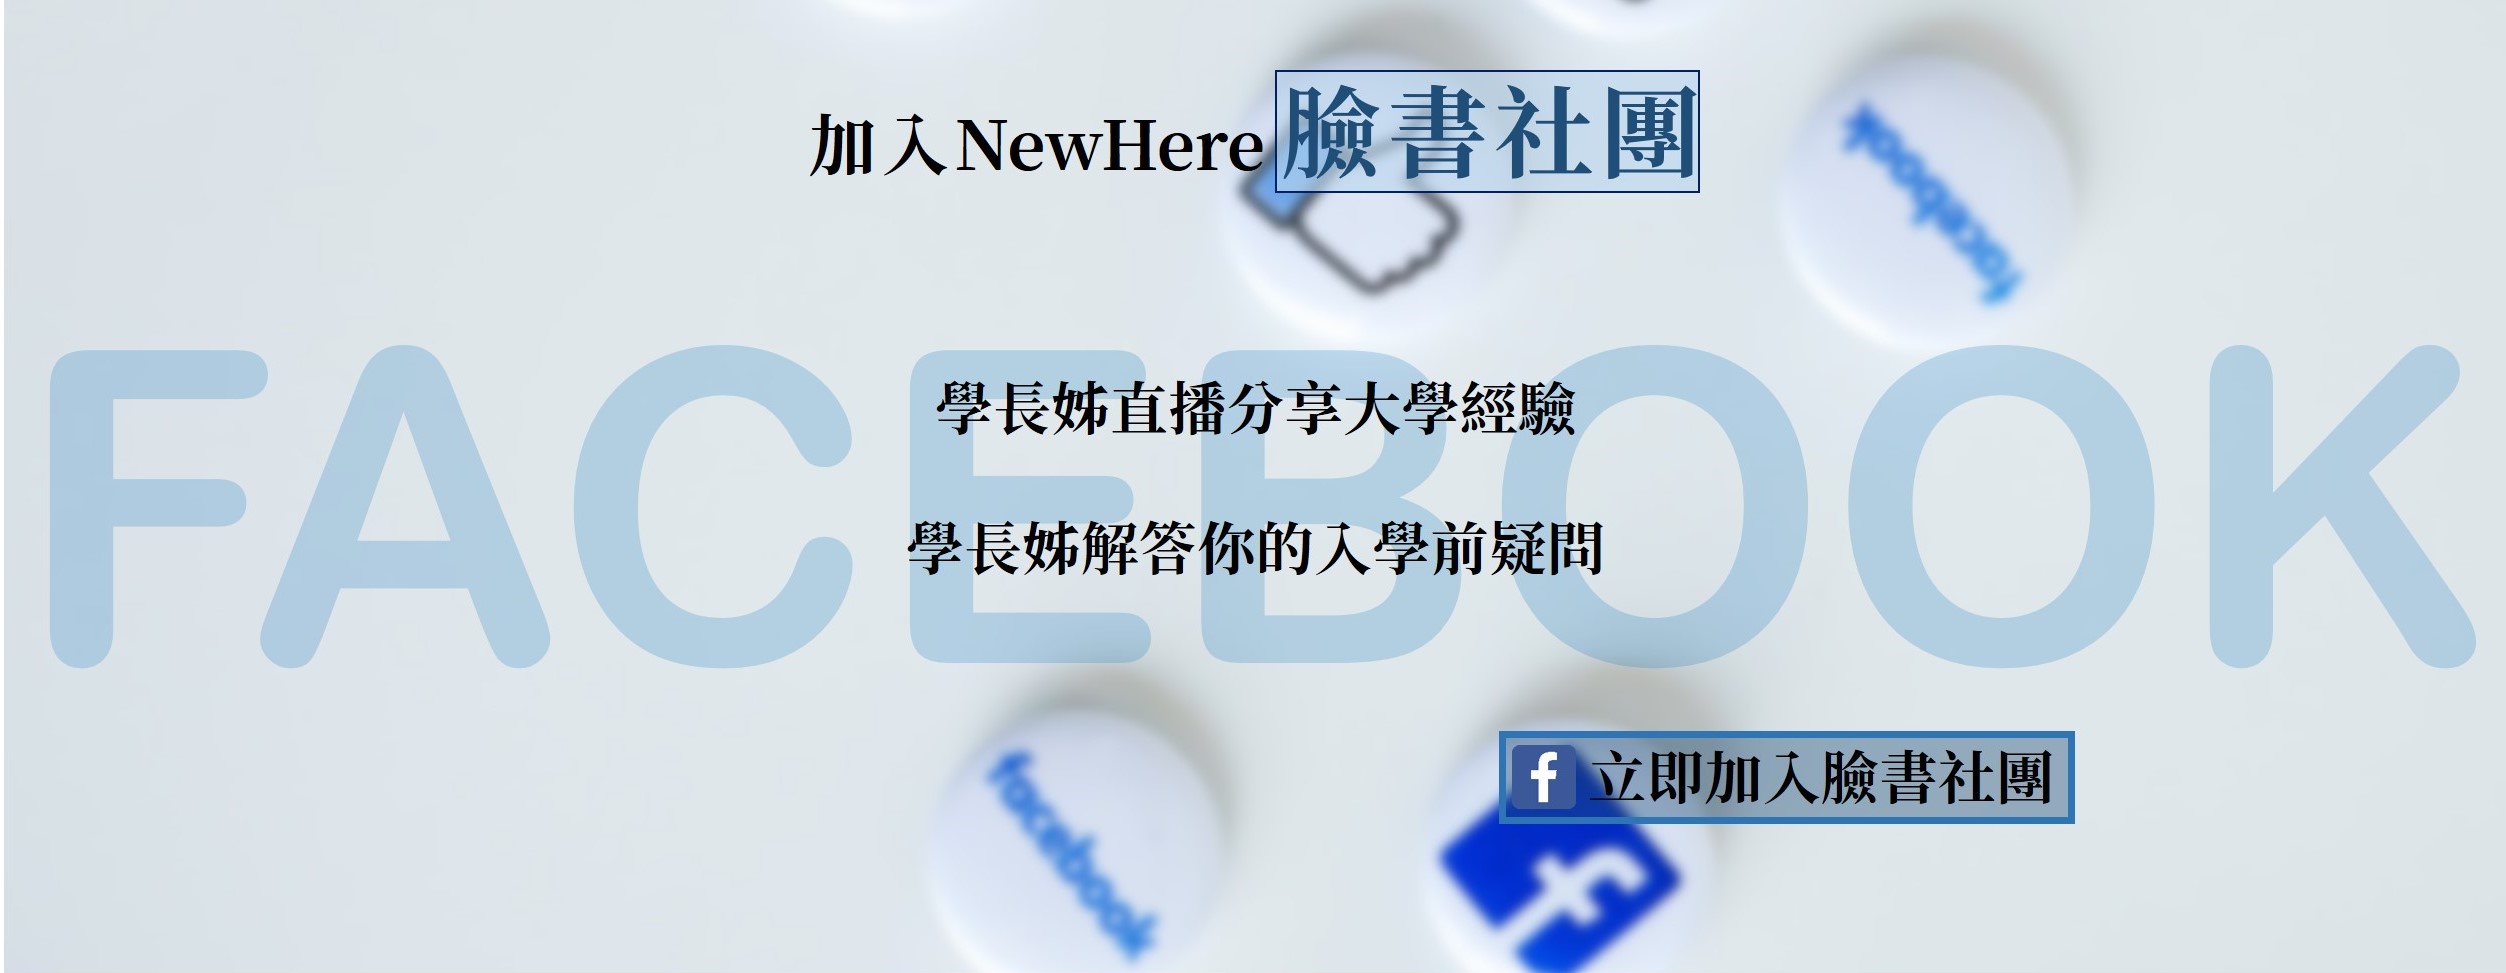 加入NewHere臉書社團
facebook
FACEBOOK
學長姊直播分享大學經驗
學長姊解答你的入學前疑問
f 立即加入臉書社團
facebook
f